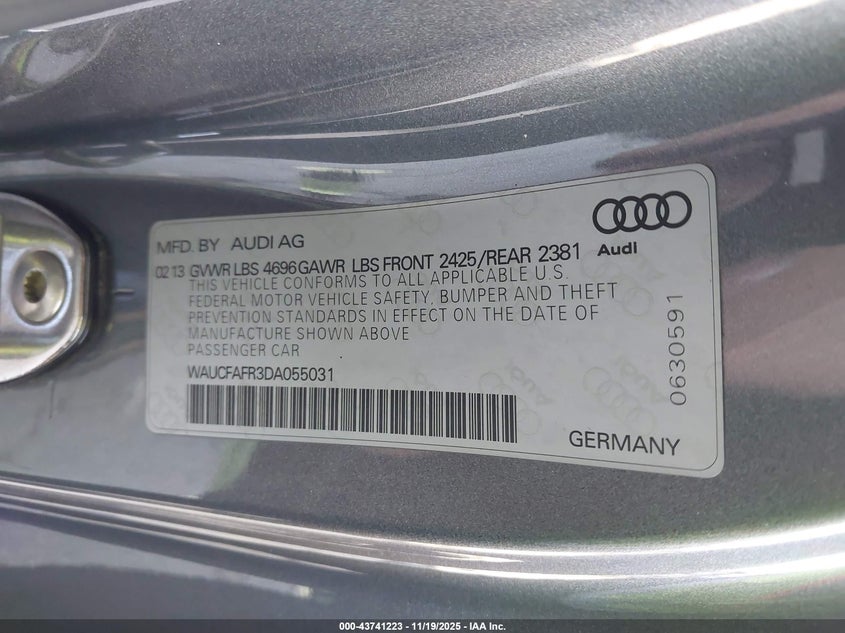 MFD. BY AUDI AG
Audi
02 13 GVWR LBS 4696 GAWR LBS FRONT 2425/REAR 2381
THIS VEHICLE CONFORMS TO ALL APPLICABLE U.S.
FEDERAL MOTOR VEHICLE SAFETY, BUMPER AND THEFT
PREVENTION STANDARDS IN EFFECT ON THE DATE OF
MANUFACTURE SHOWN ABOVE
PASSENGER CAR
WAUCFAFR3DA055031
0630591
GERMANY
000-43741223 - 11/19/2025 - IAA Inc.